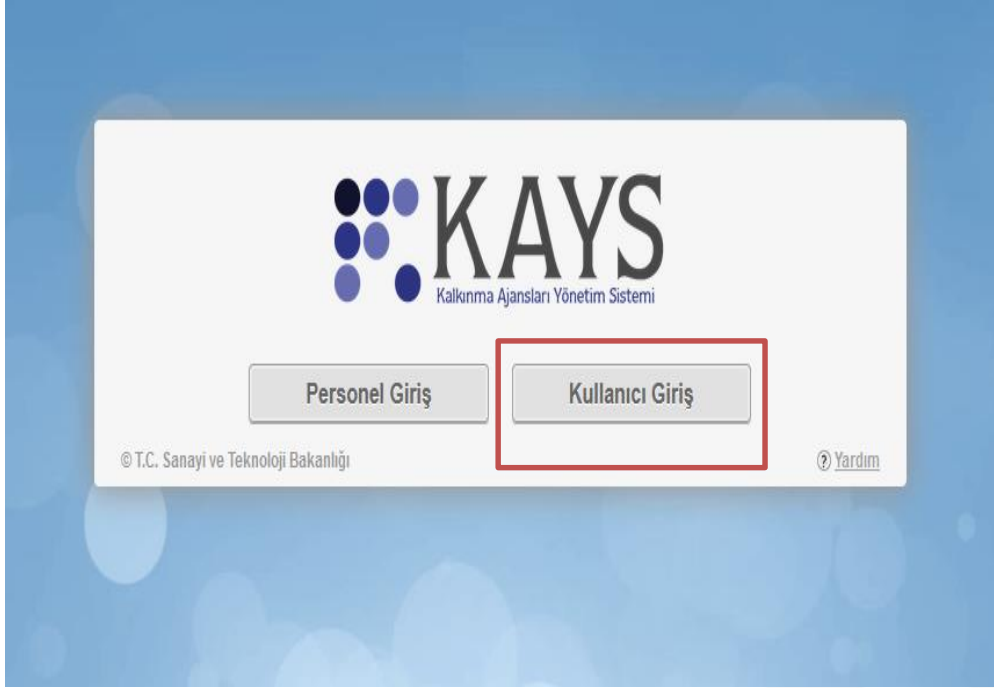 KAYS
Kalkınma Ajansları Yönetim Sistemi
Personel Giriş
Kullanıcı Giriş
© T.C. Sanayi ve Teknoloji Bakanlığı
? Yardım